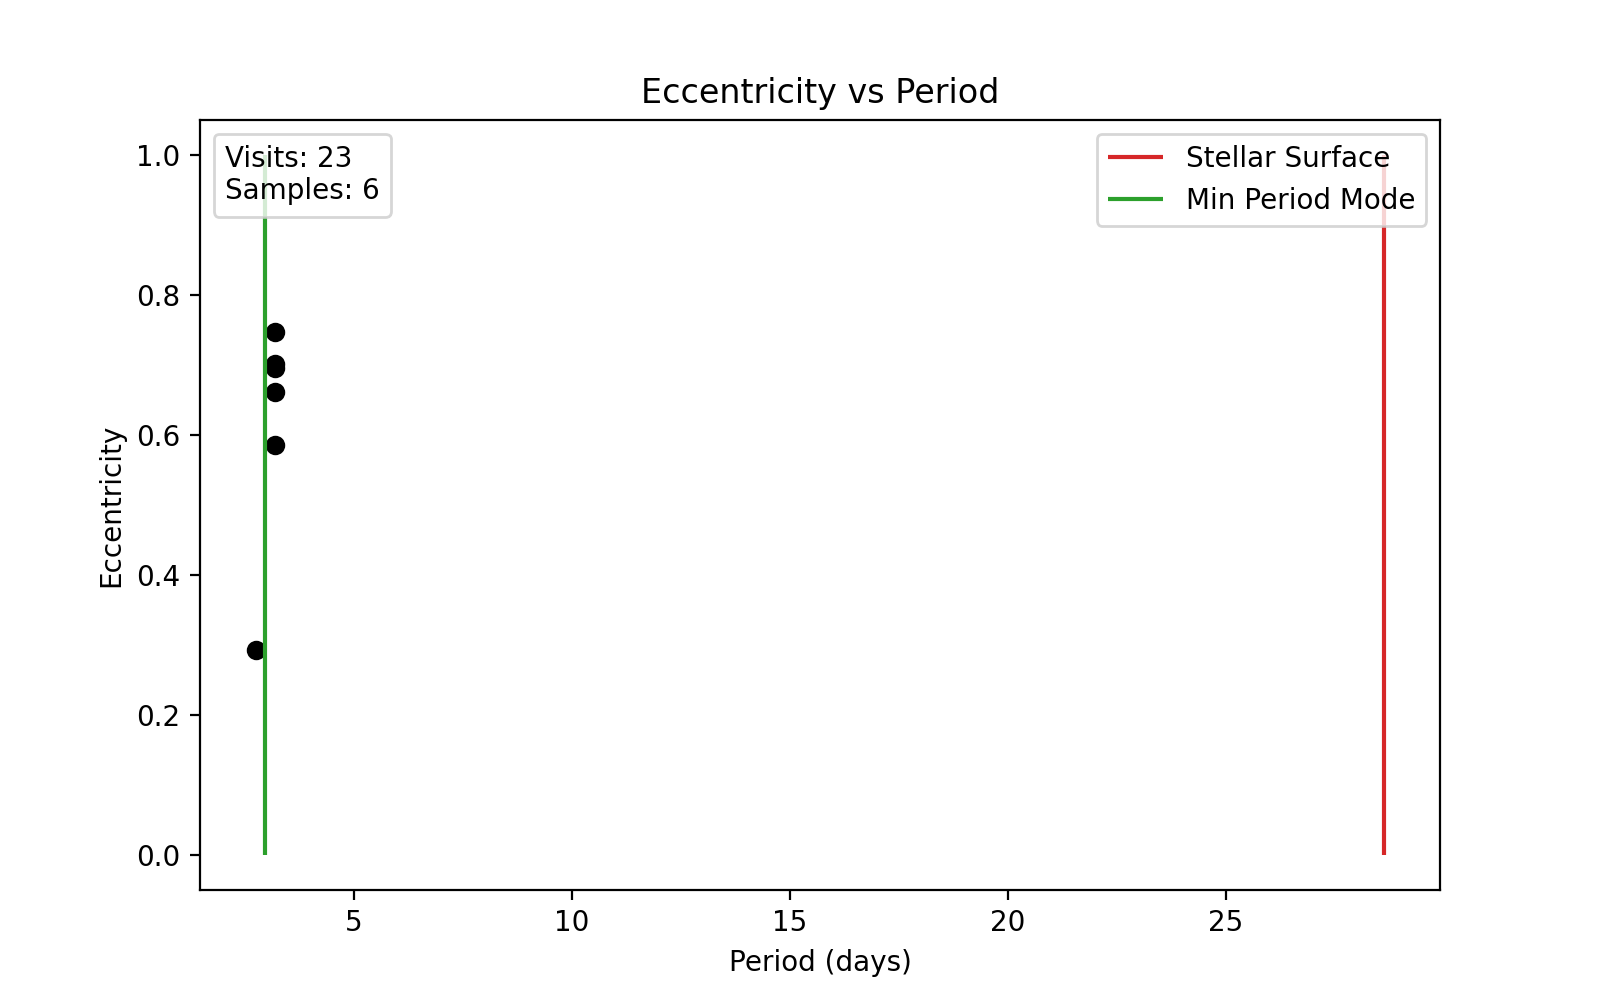 Eccentricity vs Period
Visits: 23
Samples: 6
Stellar Surface
Min Period Mode
1.0
0.8
0.6
0.4
0.2
0.0
Eccentricity
5
10
15
20
25
Period (days)